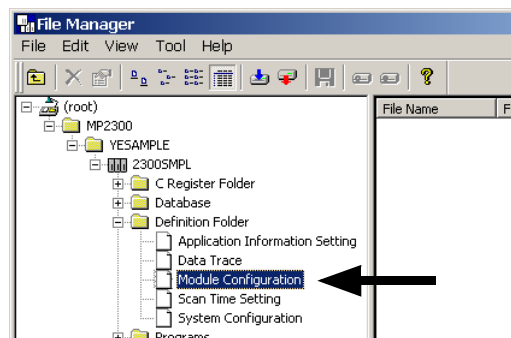 File Manager
File Edit View Tool Help
(root)
File Name
F
MP2300
YESAMPLE
2300SMPL
C Register Folder
Database
Definition Folder
Application Information Setting
Data Trace
Module Configuration
Scan Time Setting
System Configuration
Programs